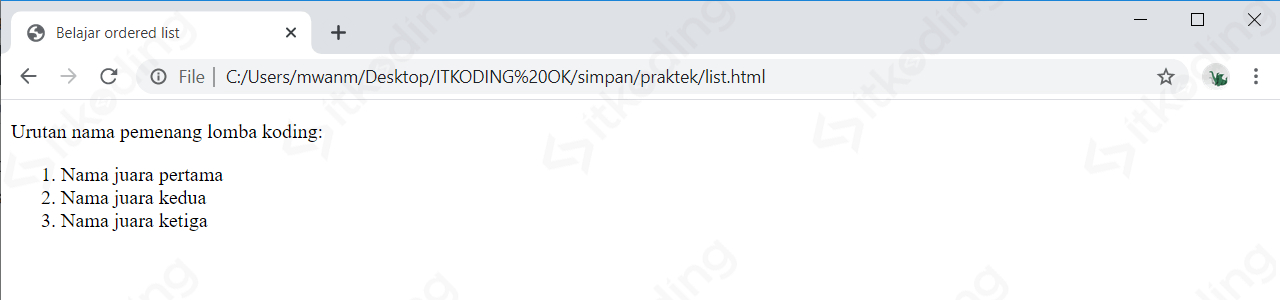 Belajar ordered list
File | C:/Users/mwanm/Desktop/ITKODING%20OK/simpan/praktek/list.html
Urutan nama pemenang lomba koding:
1. Nama juara pertama
2. Nama juara kedua
3. Nama juara ketiga
itkoding
itkoding
itkoding
itkoding
itkoding